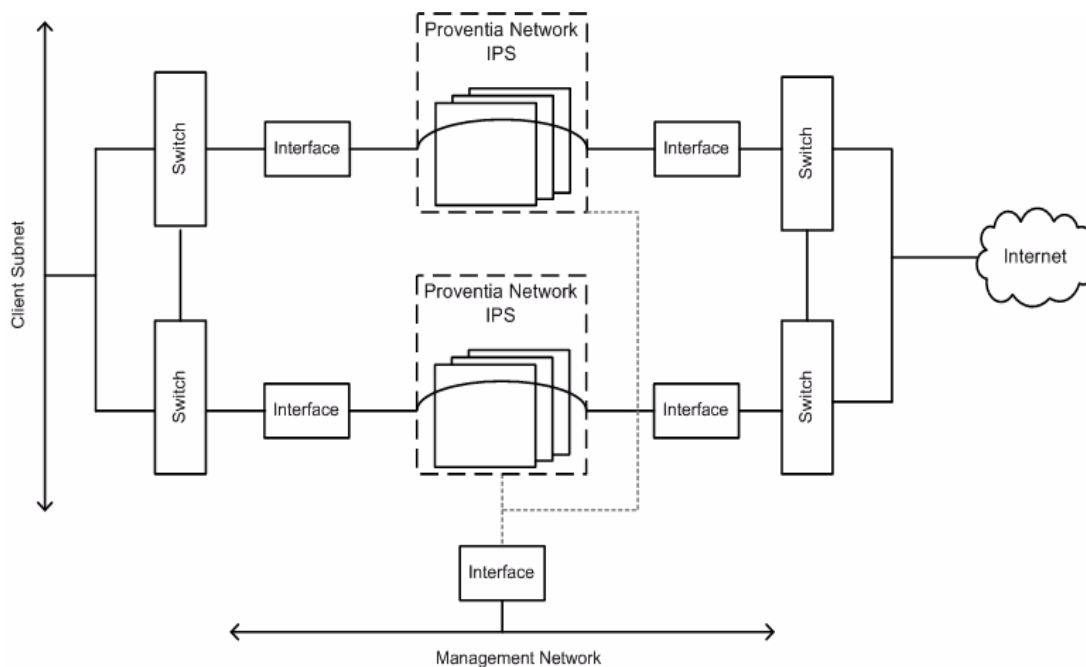 Proventia Network
IPS
Switch
Interface
Interface
Switch
Client Subnet
Internet
Proventia Network
IPS
Switch
Interface
Interface
Switch
Interface
Management Network